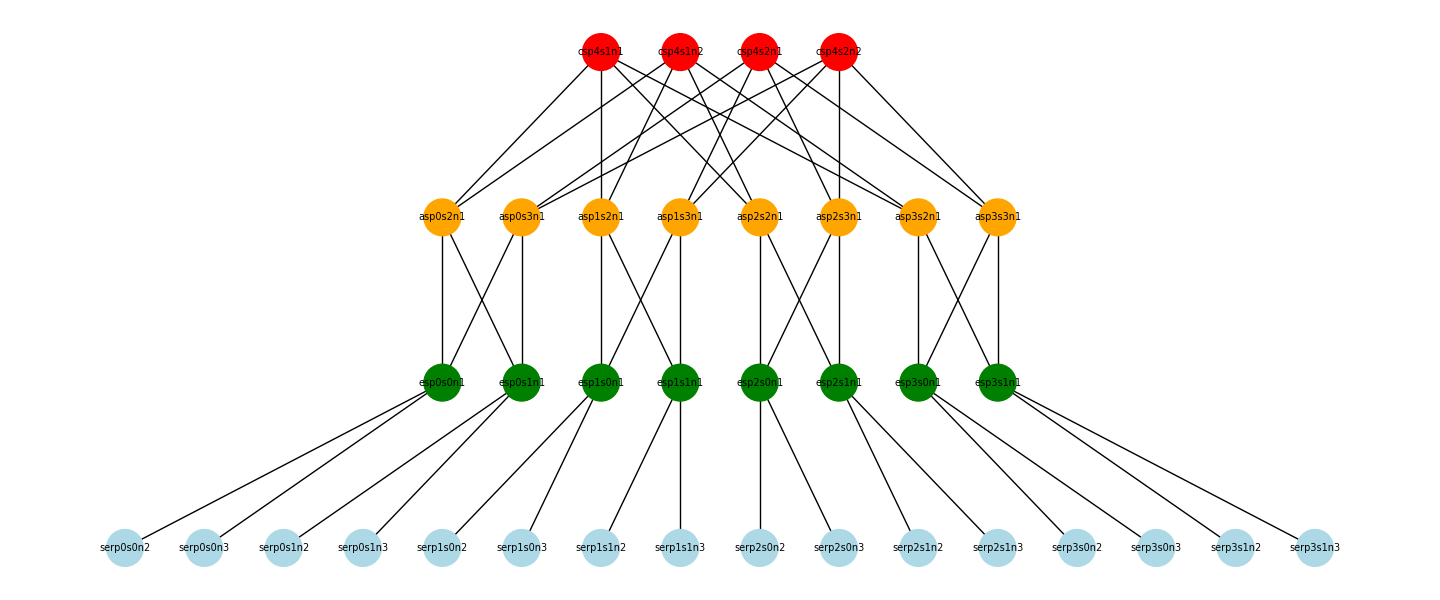 csp4s1n1 csp4s1n2 csp4s2n1 csp4s2n2
asp0s2n1 asp0s3n1 asp1s2n1 asp1s3n1 asp2s2n1 asp2s3n1 asp3s2n1 asp3s3n1
esp0s0n1 esp0s1n1 esp1s0n1 esp1s1n1 esp2s0n1 esp2s1n1 esp3s0n1 esp3s1n1
serp0s0n2 serp0s0n3 serp0s1n2 serp0s1n3 serp1s0n2 serp1s0n3 serp1s1n2 serp1s1n3 serp2s0n2 serp2s0n3 serp2s1n2 serp2s1n3 serp3s0n2 serp3s0n3 serp3s1n2 serp3s1n3